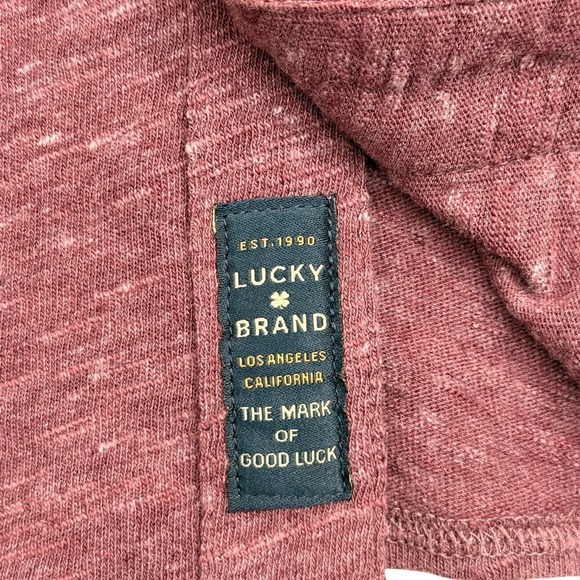 EST. 1990
LUCKY
BRAND
LOS ANGELES
CALIFORNIA
THE MARK
OF
GOOD LUCK